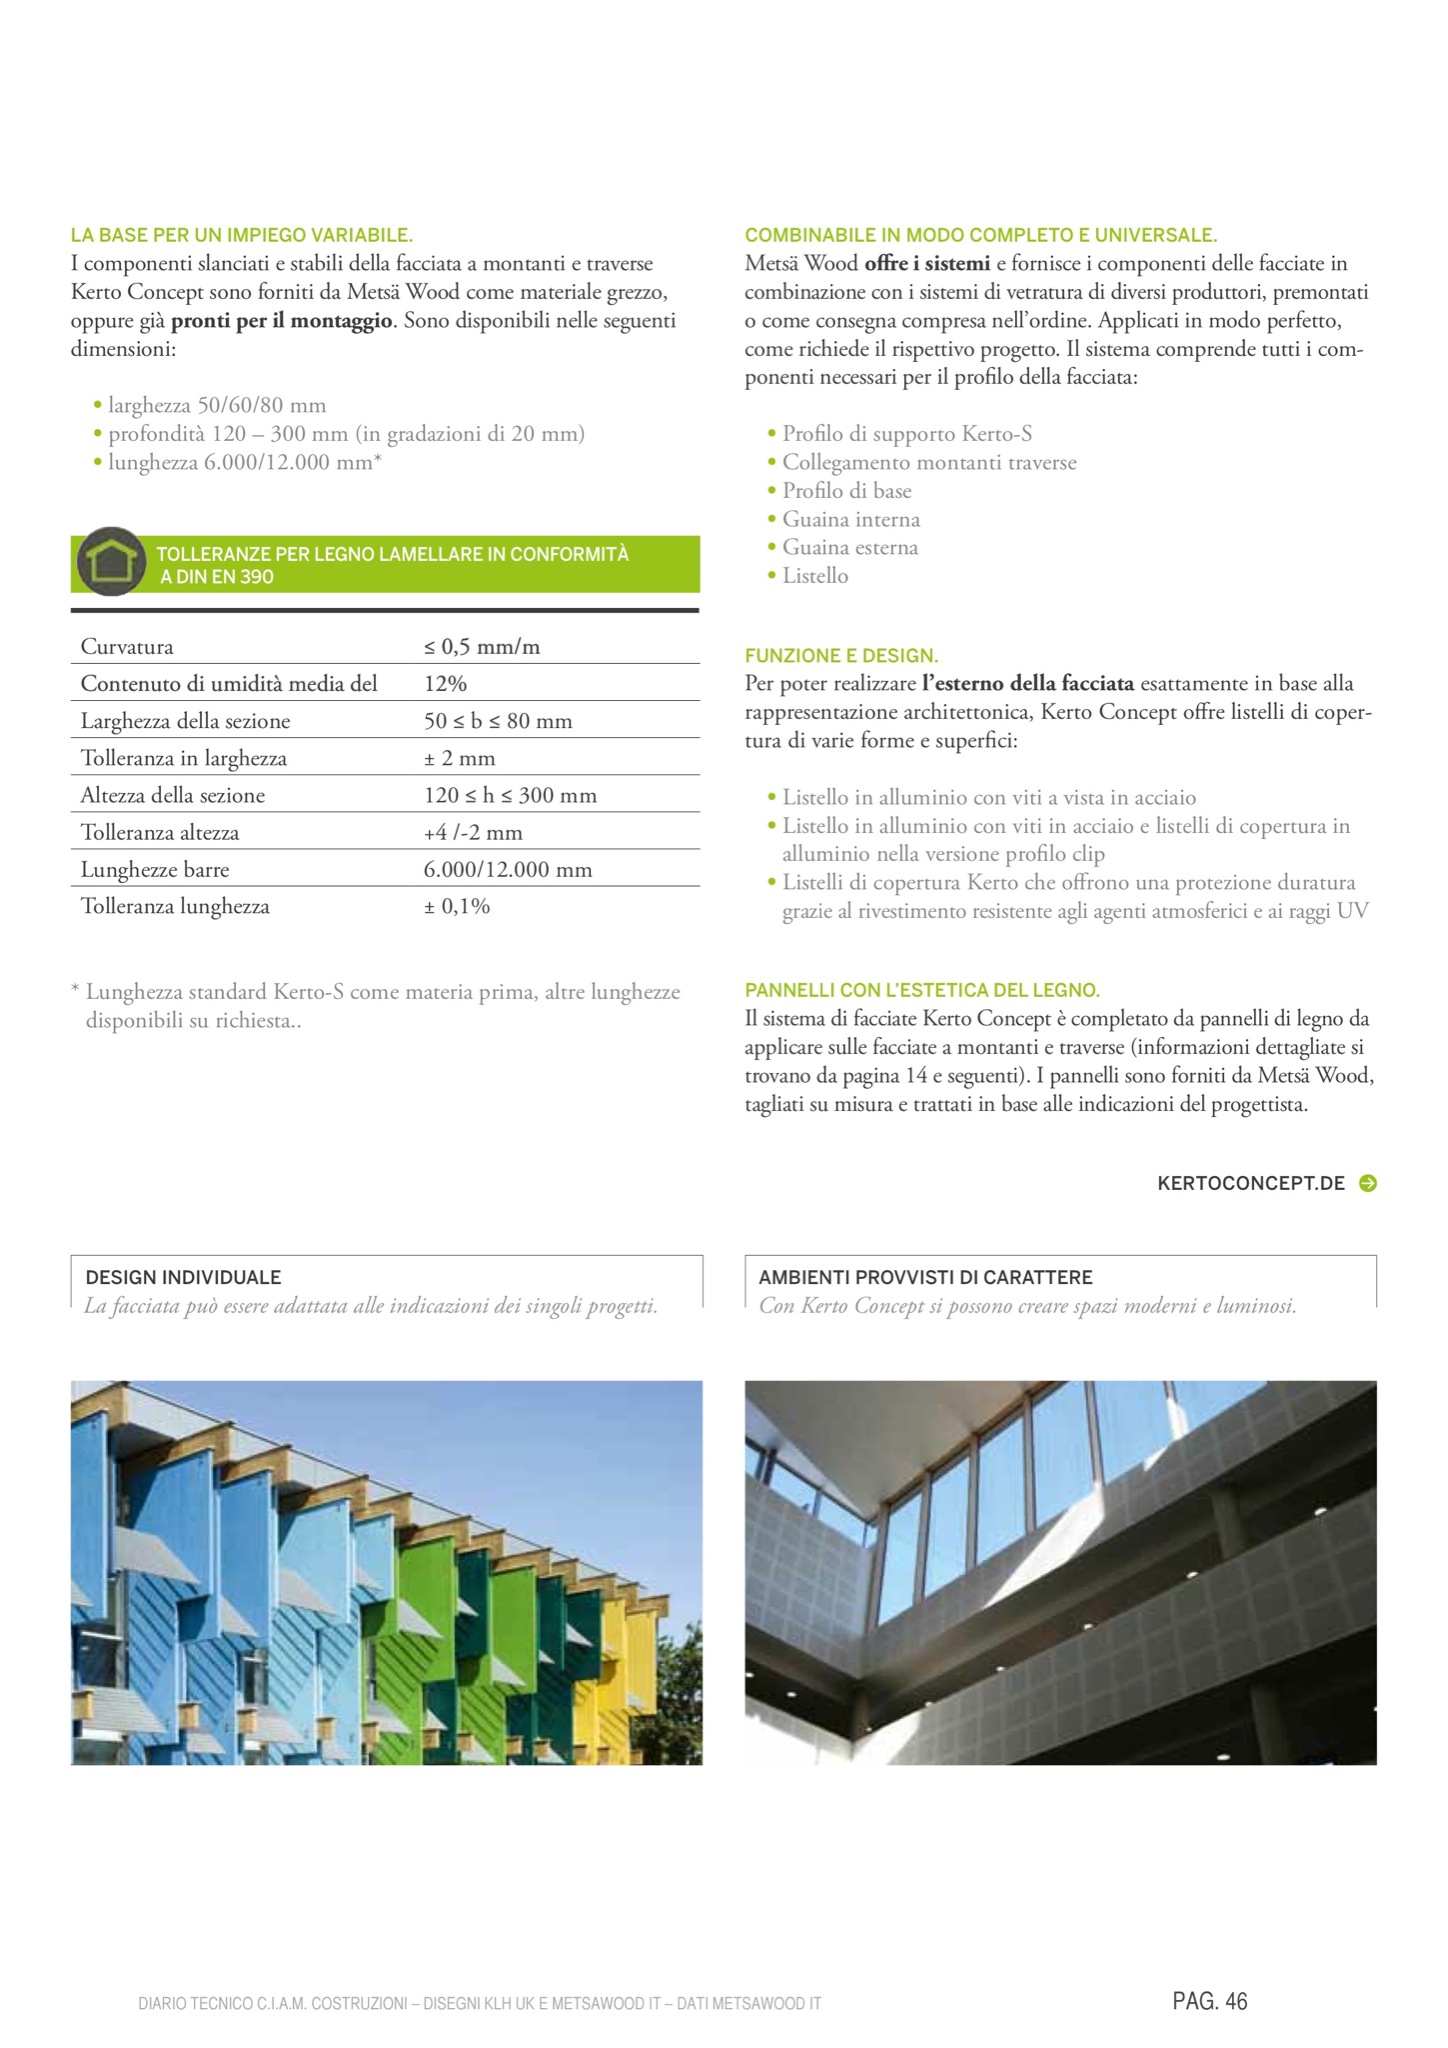 LA BASE PER UN IMPIEGO VARIABILE.
I componenti slanciati e stabili della facciata a montanti e traverse
Kerto Concept sono forniti da Metsä Wood come materiale grezzo,
oppure già pronti per il montaggio. Sono disponibili nelle seguenti
dimensioni:
• larghezza 50/60/80 mm
• profondità 120 – 300 mm (in gradazioni di 20 mm)
• lunghezza 6.000/12.000 mm*
TOLLERANZE PER LEGNO LAMELLARE IN CONFORMITÀ
A DIN EN 390
Curvatura ≤ 0,5 mm/m
Contenuto di umidità media del 12%
Larghezza della sezione 50 ≤ b ≤ 80 mm
Tolleranza in larghezza ± 2 mm
Altezza della sezione 120 ≤ h ≤ 300 mm
Tolleranza altezza +4 /-2 mm
Lunghezze barre 6.000/12.000 mm
Tolleranza lunghezza ± 0,1%
* Lunghezza standard Kerto-S come materia prima, altre lunghezze
disponibili su richiesta..
COMBINABILE IN MODO COMPLETO E UNIVERSALE.
Metsä Wood offre i sistemi e fornisce i componenti delle facciate in
combinazione con i sistemi di vetratura di diversi produttori, premontati
o come consegna compresa nell'ordine. Applicati in modo perfetto,
come richiede il rispettivo progetto. Il sistema comprende tutti i com-
ponenti necessari per il profilo della facciata:
• Profilo di supporto Kerto-S
• Collegamento montanti traverse
• Profilo di base
• Guaina interna
• Guaina esterna
• Listello
FUNZIONE E DESIGN.
Per poter realizzare l'esterno della facciata esattamente in base alla
rappresentazione architettonica, Kerto Concept offre listelli di coper-
tura di varie forme e superfici:
• Listello in alluminio con viti a vista in acciaio
• Listello in alluminio con viti in acciaio e listelli di copertura in
alluminio nella versione profilo clip
• Listelli di copertura Kerto che offrono una protezione duratura
grazie al rivestimento resistente agli agenti atmosferici e ai raggi UV
PANNELLI CON L'ESTETICA DEL LEGNO.
Il sistema di facciate Kerto Concept è completato da pannelli di legno da
applicare sulle facciate a montanti e traverse (informazioni dettagliate si
trovano da pagina 14 e seguenti). I pannelli sono forniti da Metsä Wood,
tagliati su misura e trattati in base alle indicazioni del progettista.
KERTOCONCEPT.DE
DESIGN INDIVIDUALE
La facciata può essere adattata alle indicazioni dei singoli progetti.
AMBIENTI PROVVISTI DI CARATTERE
Con Kerto Concept si possono creare spazi moderni e luminosi.
DIARIO TECNICO C.I.A.M. COSTRUZIONI – DISEGNI KLH UK E METSAWOOD IT – DATI METSAWOOD IT
PAG. 46